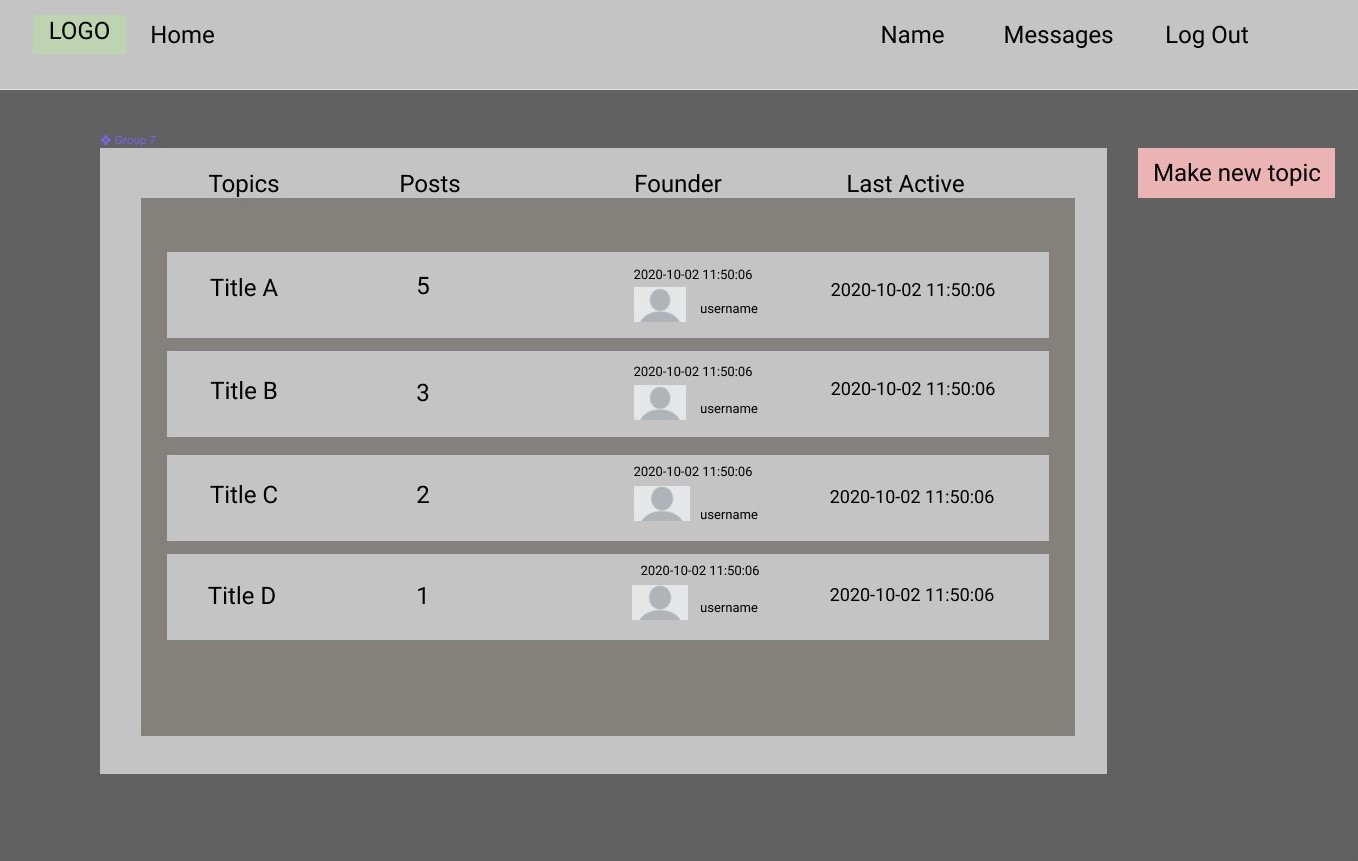 LOGO Home Name Messages Log Out
Group 7
Make new topic
Topics Posts Founder Last Active
2020-10-02 11:50:06
Title A 5 username 2020-10-02 11:50:06
2020-10-02 11:50:06
Title B 3 username 2020-10-02 11:50:06
2020-10-02 11:50:06
Title C 2 username 2020-10-02 11:50:06
2020-10-02 11:50:06
Title D 1 username 2020-10-02 11:50:06